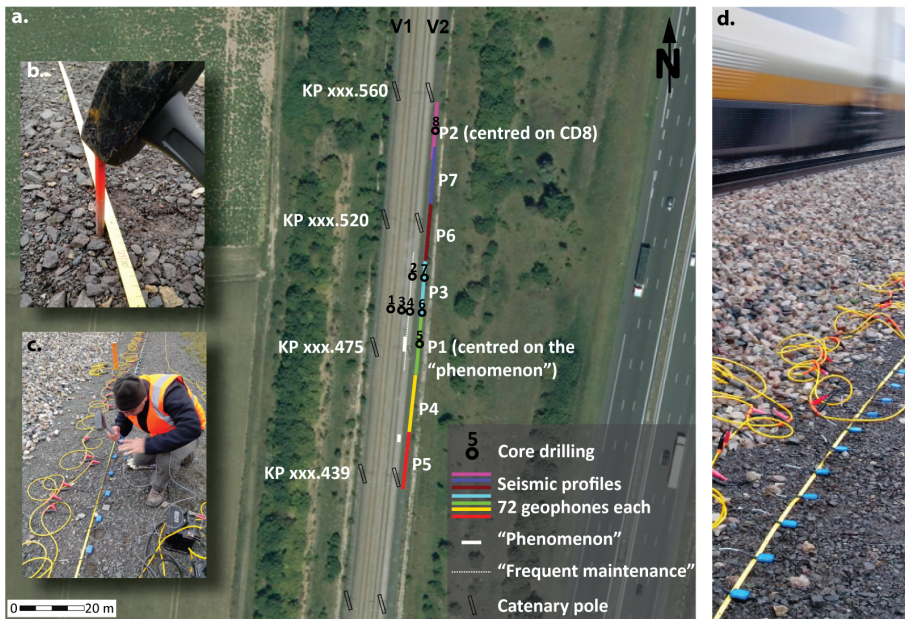 a.
V1 V2
N
b.
KP xxx.560
8
P2 (centred on CD8)
P7
KP xxx.520
P6
2 7
P3
1 3 4 6
c.
KP xxx.475
5
P1 (centred on the
“phenomenon”)
P4
P5
KP xxx.439
5
Core drilling
Seismic profiles
72 geophones each
“Phenomenon”
“Frequent maintenance”
Catenary pole
0 20 m
d.